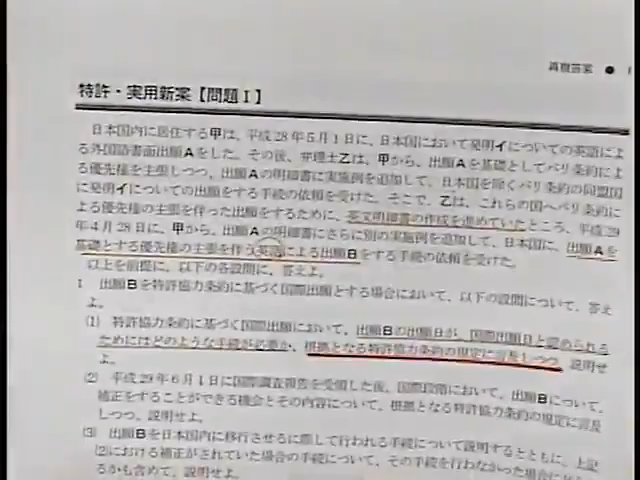 再現答案 ●
特許・実用新案【問題Ⅰ】
日本国内に居住する甲は、平成28年5月1日に、日本国において発明イについての英語によ
る外国語書面出願Aをした。その後、弁理士乙は、甲から、出願Aを基礎としてパリ条約によ
る優先権を主張しつつ、出願Aの明細書に実施例を追加して、日本国を除くパリ条約の同盟国
に発明イについての出願をする手続の依頼を受けた。そこで、乙は、これらの国へパリ条約に
よる優先権の主張を伴った出願をするために、英文明細書の作成を進めていたところ、平成29
年4月28日に、甲から、出願Aの明細書にさらに別の実施例を追加して、日本国に、出願Aを
基礎とする優先権の主張を伴う英語による出願Bをする手続の依頼を受けた。
以上を前提に、以下の各設問に、答えよ。
1 出願Bを特許協力条約に基づく国際出願とする場合において、以下の設問について、答え
よ。
(1) 特許協力条約に基づく国際出願において、出願Bの出願日が、国際出願日と認められる
ためにはどのような手続が必要か、根拠となる特許協力条約の規定に言及しつつ、説明せ
よ。
(2) 平成29年6月1日に国際調査報告を受領した後、国際段階において、出願Bについて、
補正をすることができる機会とその内容について、根拠となる特許協力条約の規定に言及
しつつ、説明せよ。
(3) 出願Bを日本国に移行させるに際して行われる手続について説明するとともに、上記
(2)における補正がされていた場合の手続について、その手続を行わなかった場合に
るかも含めて、説明せよ。